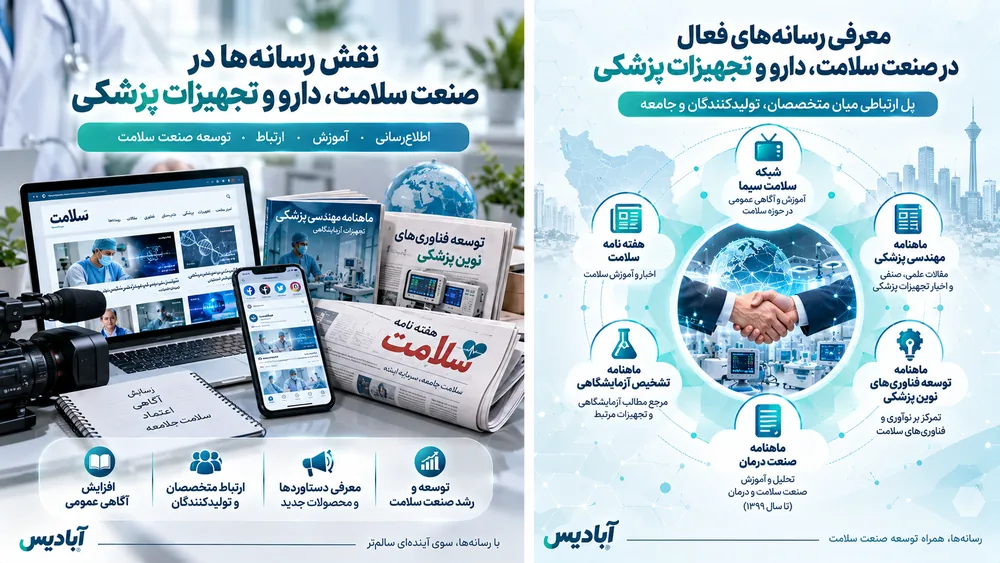 نقش رسانه‌ها در
صنعت سلامت، دارو و تجهیزات پزشکی
اطلاع‌رسانی · آموزش · ارتباط · توسعه صنعت سلامت
سلامت
ماهنامه مهندسی پزشکی
تجهیزات آزمایشگاهی
توسعه فناوری‌های
نوین پزشکی
هفته نامه
سلامت
سلامت جامعه، سرمایه
آگاهی
اعتماد
سلامت جامعه
توسعه و
رشد صنعت سلامت
معرفی دستاوردها
و محصولات جدید
ارتباط متخصصان
و تولیدکنندگان
افزایش
آگاهی عمومی
با رسانه‌ها، سوی آینده‌ای سالم‌تر
آبادیس
معرفی رسانه‌های فعال
در صنعت سلامت، دارو و تجهیزات پزشکی
پل ارتباطی میان متخصصان، تولیدکنندگان و جامعه
شبکه
سلامت سیما
آموزش و آگاهی عمومی
در حوزه سلامت
ماهنامه
مهندسی پزشکی
مقالات علمی، صنفی
و اخبار تجهیزات پزشکی
هفته نامه
سلامت
اخبار و آموزش سلامت
ماهنامه
توسعه فناوری‌های
نوین پزشکی
تمرکز بر نوآوری و
فناوری‌های سلامت
ماهنامه
تشخیص آزمایشگاهی
مرجع مطالب آزمایشگاهی
و تجهیزات مرتبط
ماهنامه
صنعت درمان
تحلیل و آموزش
صنعت سلامت و درمان
(تا سال ۱۳۹۹)
رسانه‌ها، همراه توسعه صنعت سلامت
آبادیس